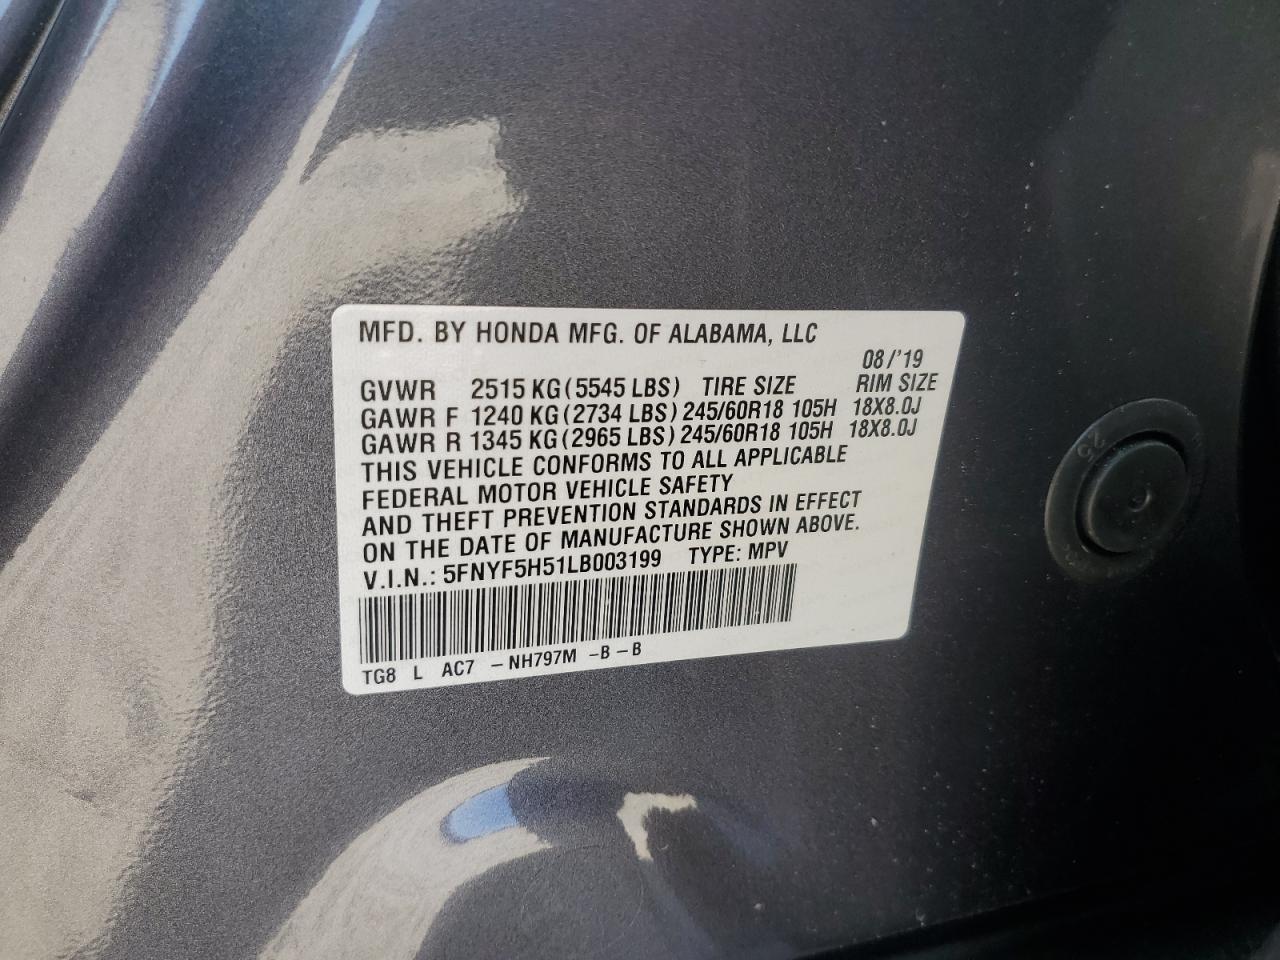 MFD. BY HONDA MFG. OF ALABAMA, LLC
08/'19
GVWR 2515 KG (5545 LBS) TIRE SIZE RIM SIZE
GAWR F 1240 KG (2734 LBS) 245/60R18 105H 18X8.0J
GAWR R 1345 KG (2965 LBS) 245/60R18 105H 18X8.0J
THIS VEHICLE CONFORMS TO ALL APPLICABLE
FEDERAL MOTOR VEHICLE SAFETY
AND THEFT PREVENTION STANDARDS IN EFFECT
ON THE DATE OF MANUFACTURE SHOWN ABOVE.
V.I.N.: 5FNYF5H51LB003199 TYPE: MPV
TG8 L AC7 -NH797M -B-B
25